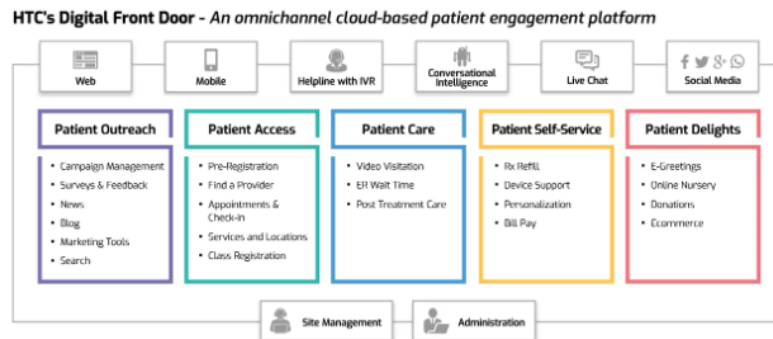 HTC's Digital Front Door - An omnichannel cloud-based patient engagement platform
Web
Mobile
Helpline with IVR
Conversational
Intelligence
Live Chat
Social Media
Patient Outreach
• Campaign Management
• Surveys & Feedback
• News
• Blog
• Marketing Tools
• Search
Patient Access
• Pre-Registration
• Find a Provider
• Appointments &
Check-in
• Services and Locations
• Class Registration
Patient Care
• Video Visitation
• ER Wait Time
• Post Treatment Care
Patient Self-Service
• Rx Refill
• Device Support
• Personalization
• Bill Pay
Patient Delights
• E-Greetings
• Online Nursery
• Donations
• Ecommerce
Site Management
Administration